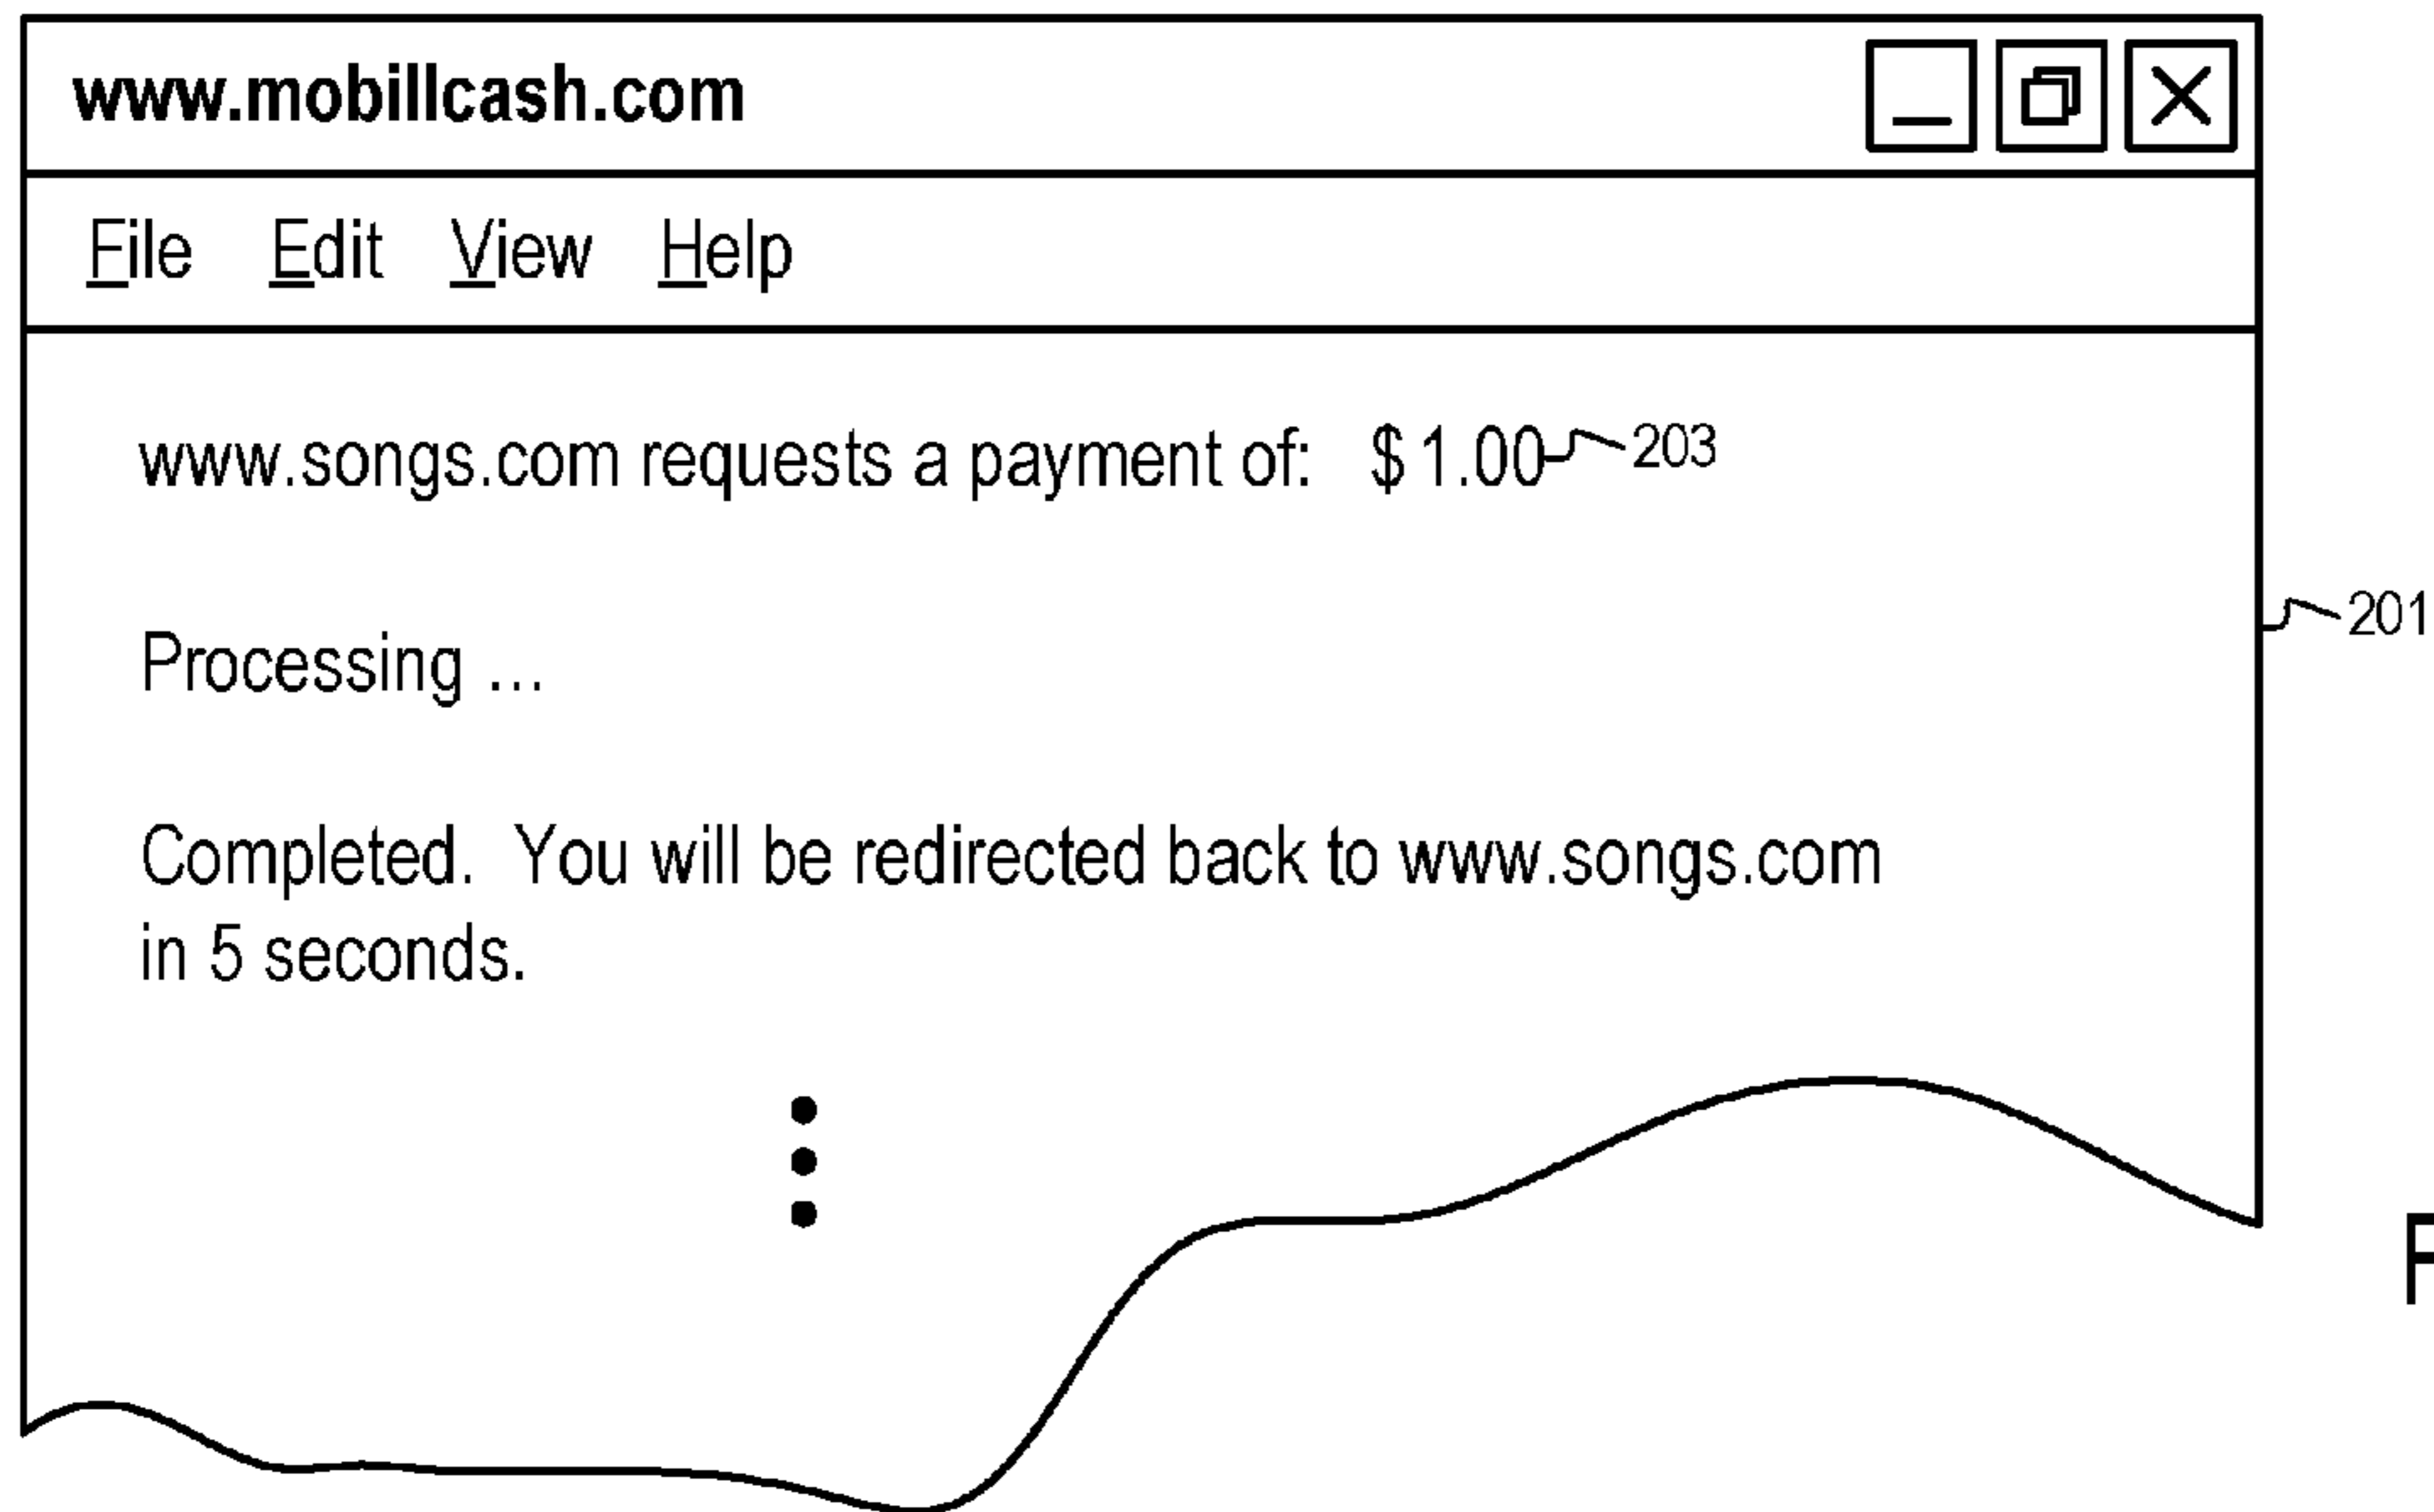 www.mobillcash.com
File Edit View Help
www.songs.com requests a payment of: $ 1.00 203
201
Processing ...
Completed. You will be redirected back to www.songs.com
in 5 seconds.
F